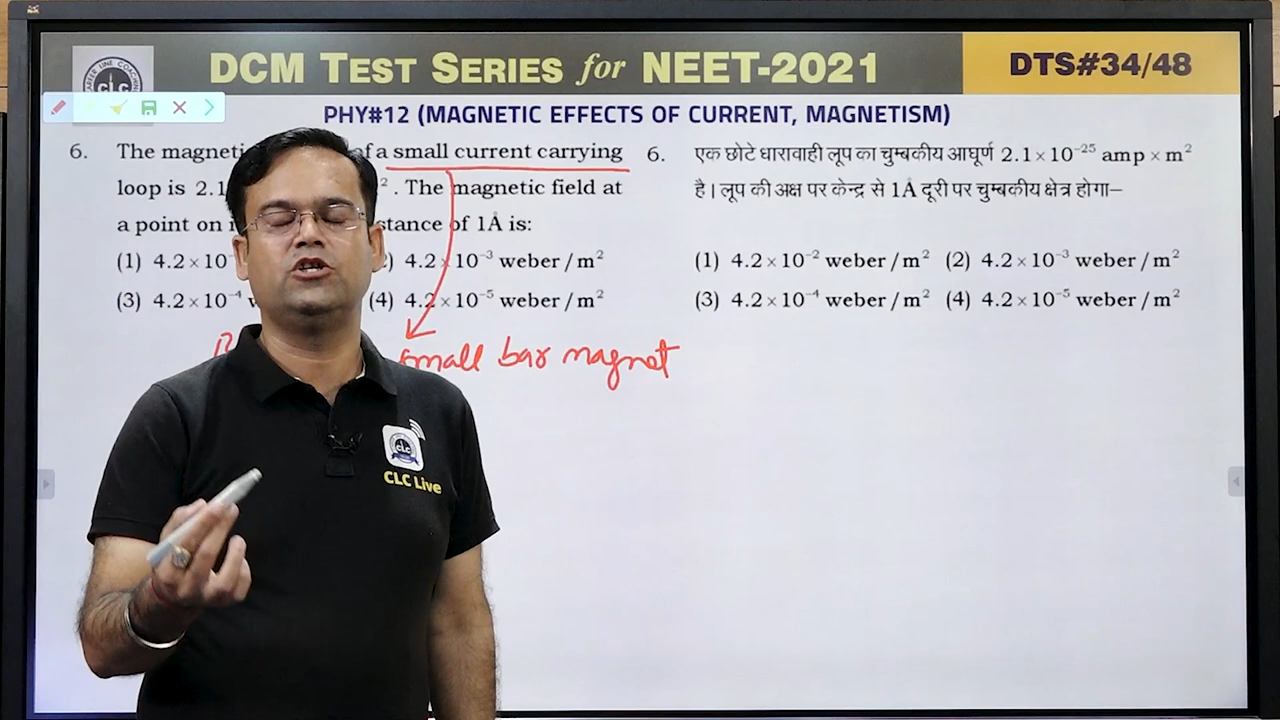 DCM TEST SERIES for NEET-2021
DTS#34/48
PHY#12 (MAGNETIC EFFECTS OF CURRENT, MAGNETISM)
6. The of a small current carrying
loop is 2.1 ². The magnetic field at
a point on of 1Å is:
(1) 4.2×10 4.2×10⁻³ weber/m²
(3) 4.2×10⁻⁴ (4) 4.2×10⁻⁵ weber/m²
small bar magnet
6. एक छोटे धारावाही लूप का चुम्बकीय आघूर्ण 2.1×10⁻²⁵ amp×m²
है। लूप की अक्ष पर केन्द्र से 1Å दूरी पर चुम्बकीय क्षेत्र होगा–
(1) 4.2×10⁻² weber/m² (2) 4.2×10⁻³ weber/m²
(3) 4.2×10⁻⁴ weber/m² (4) 4.2×10⁻⁵ weber/m²
CLC
CLC
CLC Live